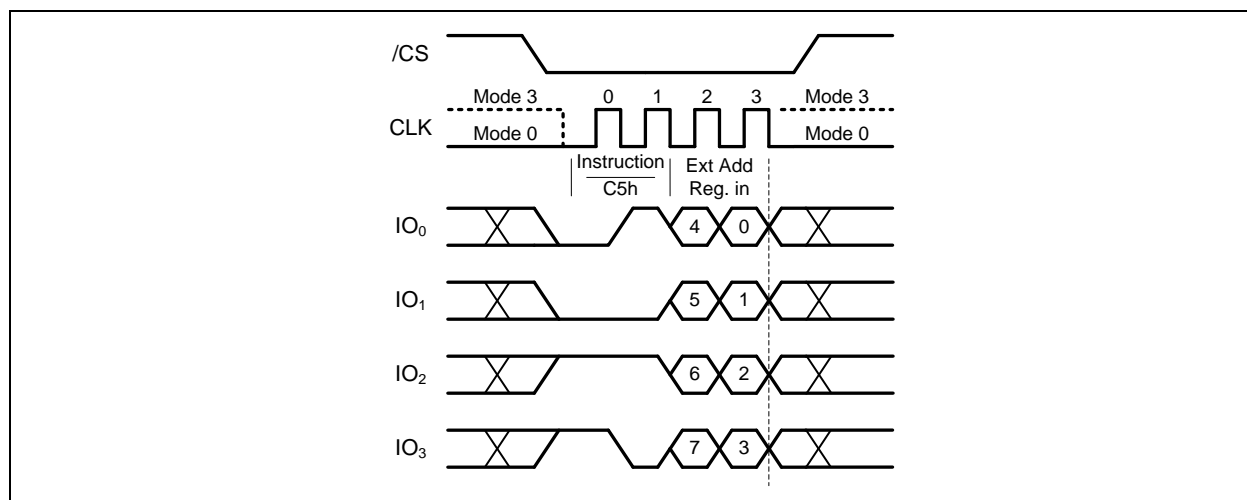 /CS
Mode 3 0 1 2 3 Mode 3
CLK
Mode 0 Mode 0
Instruction Ext Add
C5h Reg. in
IO₀ 4 0
IO₁ 5 1
IO₂ 6 2
IO₃ 7 3